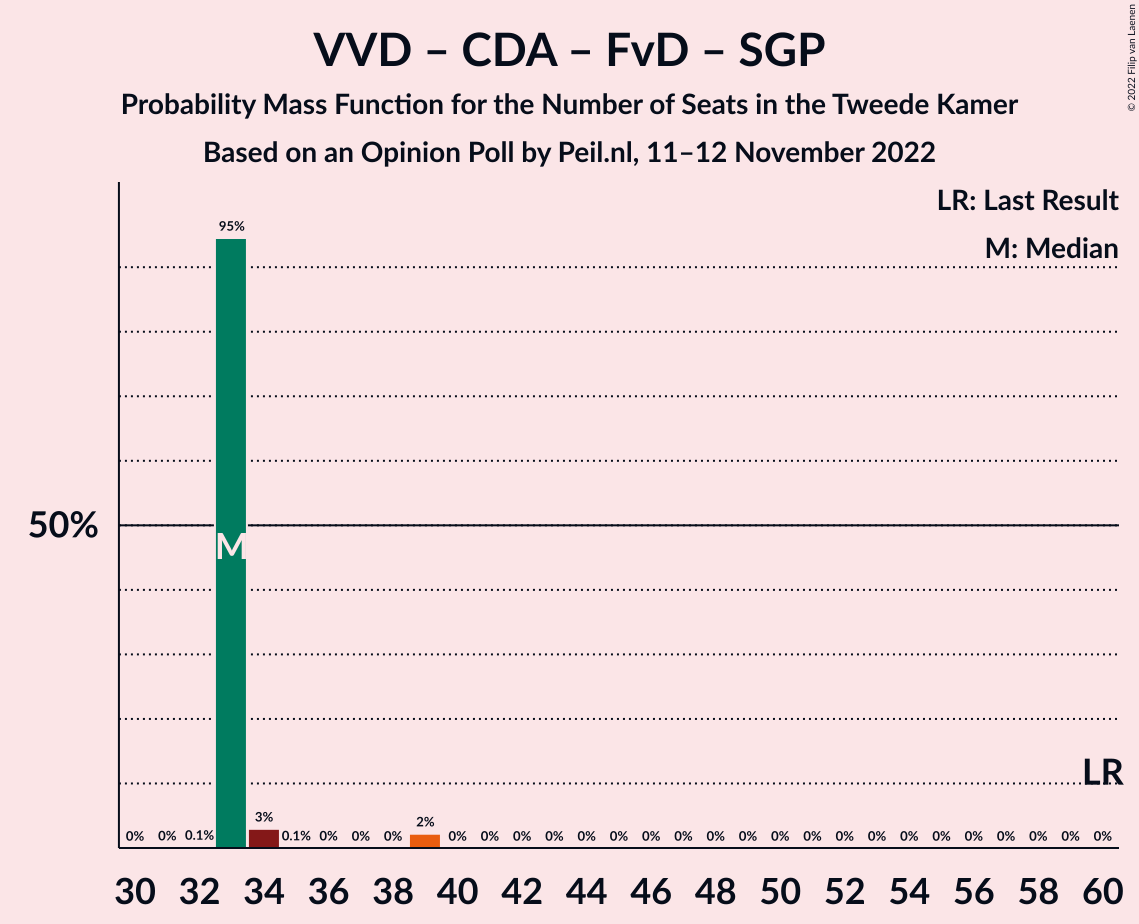 VVD – CDA – FvD – SGP
Probability Mass Function for the Number of Seats in the Tweede Kamer
Based on an Opinion Poll by Peil.nl, 11–12 November 2022
© 2022 Filip van Laenen
LR: Last Result
M: Median
95%
50%
M
LR
0% 0% 0.1% 3% 0.1% 0% 0% 0% 2% 0% 0% 0% 0% 0% 0% 0% 0% 0% 0% 0% 0% 0% 0% 0% 0% 0% 0% 0% 0% 0%
30 32 34 36 38 40 42 44 46 48 50 52 54 56 58 60